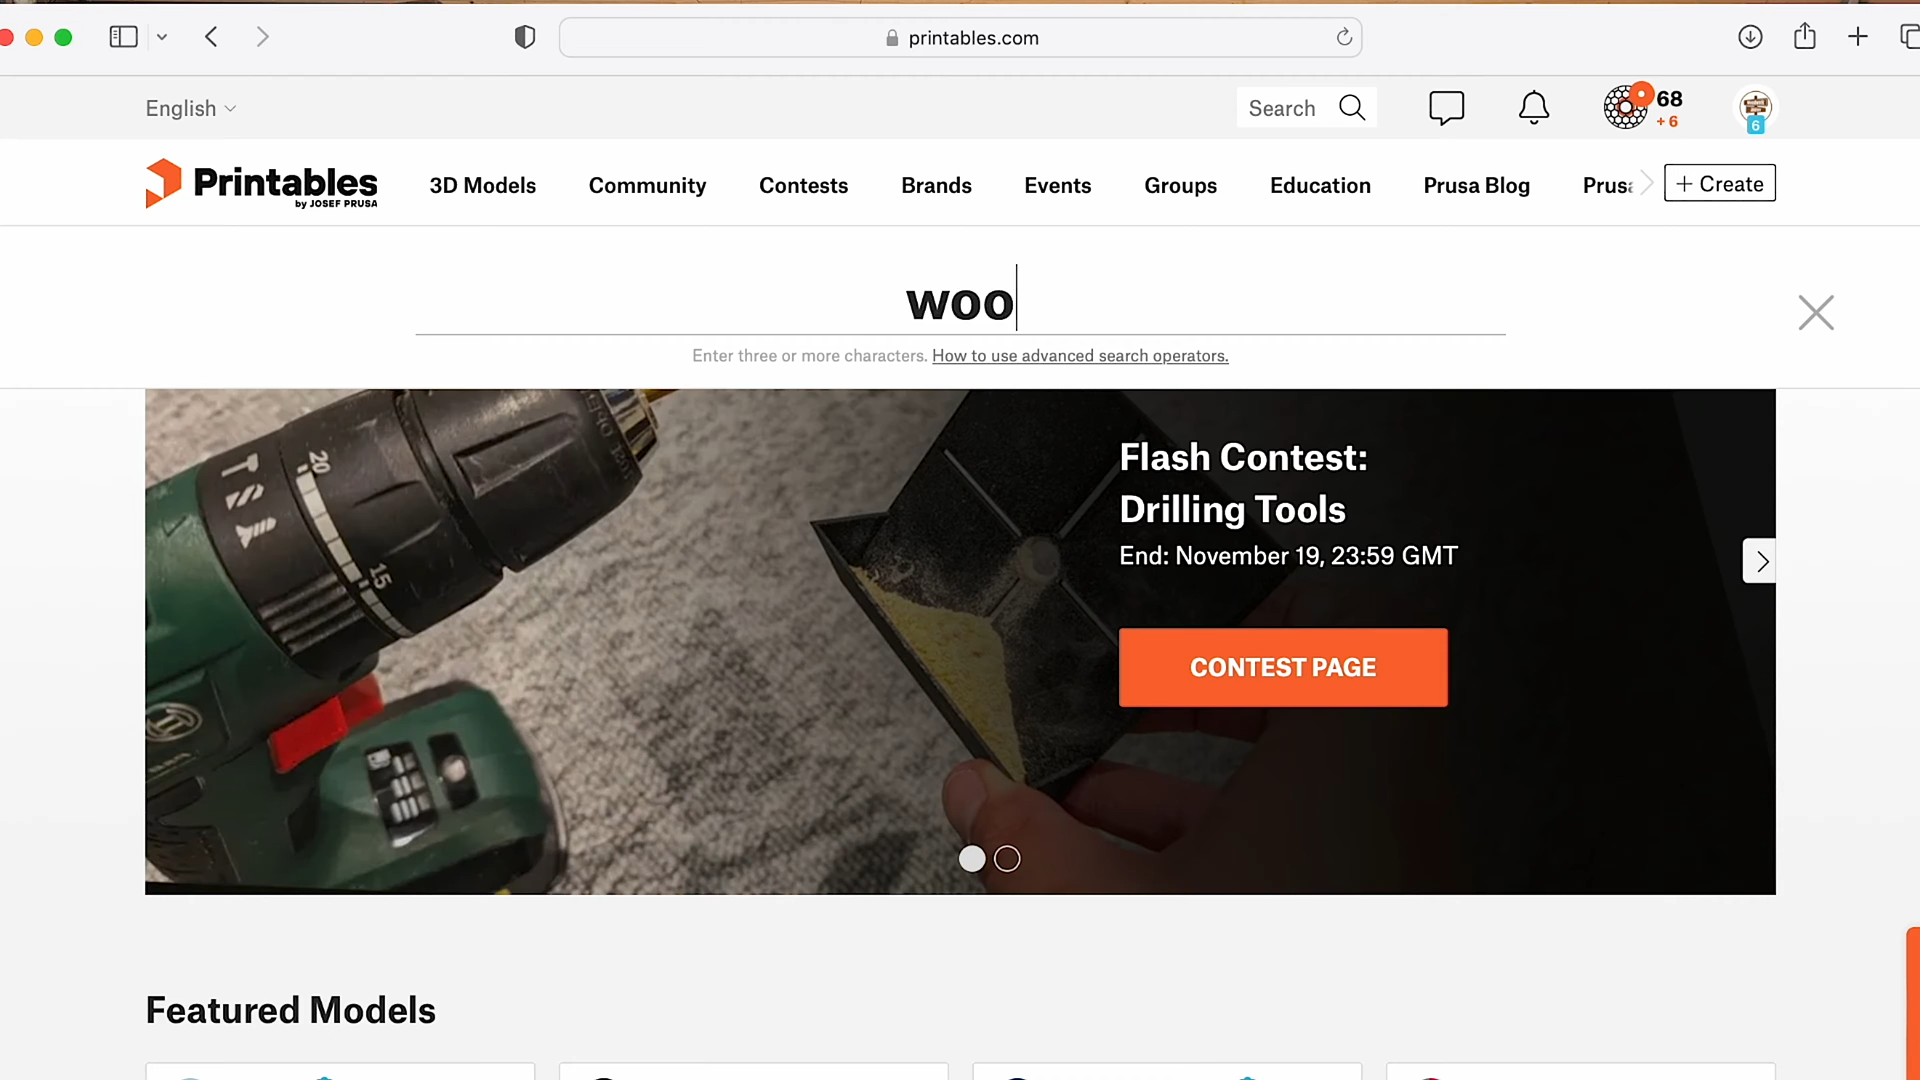 printables.com
English
Search
68
+ 6
6
Printables
by JOSEF PRUSA
3D Models
Community
Contests
Brands
Events
Groups
Education
Prusa Blog
Prusa
+ Create
woo
Enter three or more characters. How to use advanced search operators.
20
15
Flash Contest:
Drilling Tools
End: November 19, 23:59 GMT
CONTEST PAGE
Featured Models